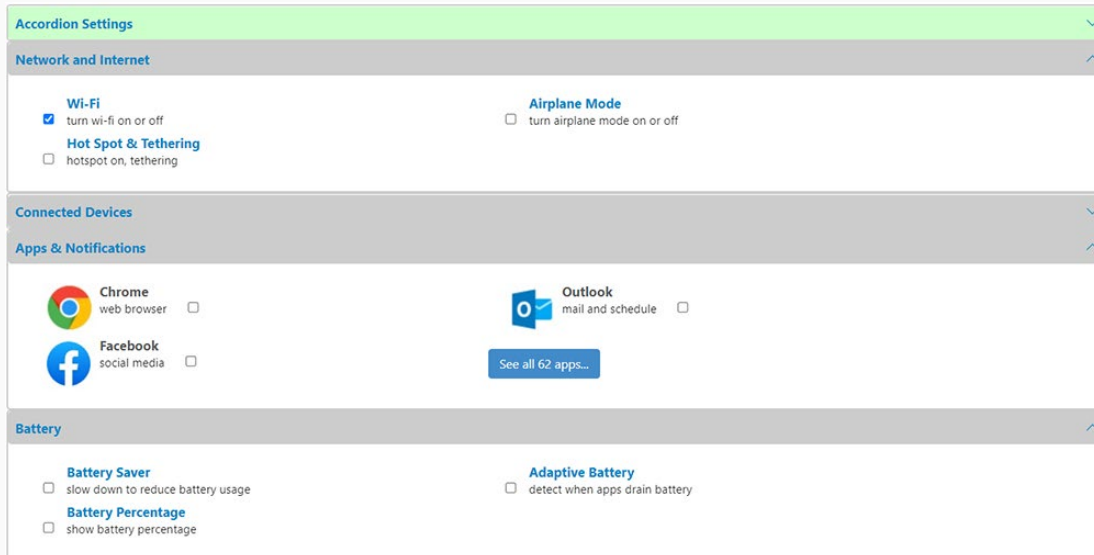 Accordion Settings
Network and Internet
Wi-Fi
turn wi-fi on or off
Airplane Mode
turn airplane mode on or off
Hot Spot & Tethering
hotspot on, tethering
Connected Devices
Apps & Notifications
Chrome
web browser
Outlook
mail and schedule
Facebook
social media
See all 62 apps...
Battery
Battery Saver
slow down to reduce battery usage
Adaptive Battery
detect when apps drain battery
Battery Percentage
show battery percentage